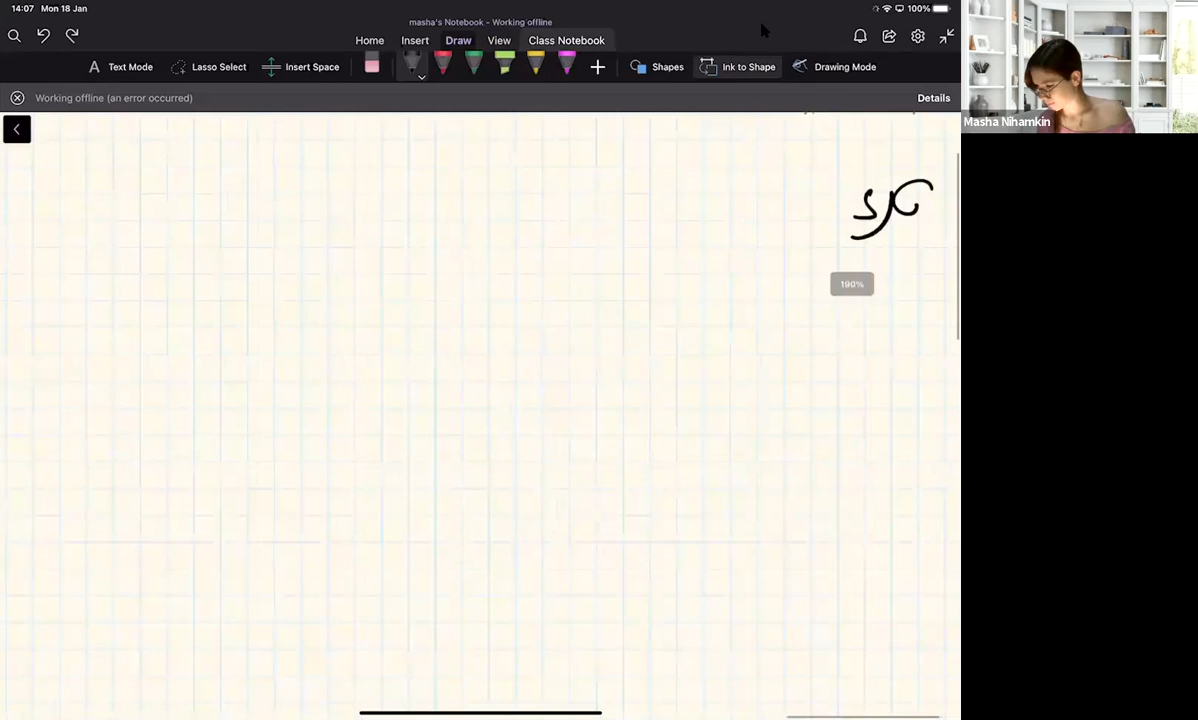 14:07 Mon 18 Jan
100%
masha's Notebook - Working offline
Home Insert Draw View Class Notebook
Text Mode Lasso Select Insert Space Shapes Ink to Shape Drawing Mode
Working offline (an error occurred) Details
190%
Masha Nihamkin